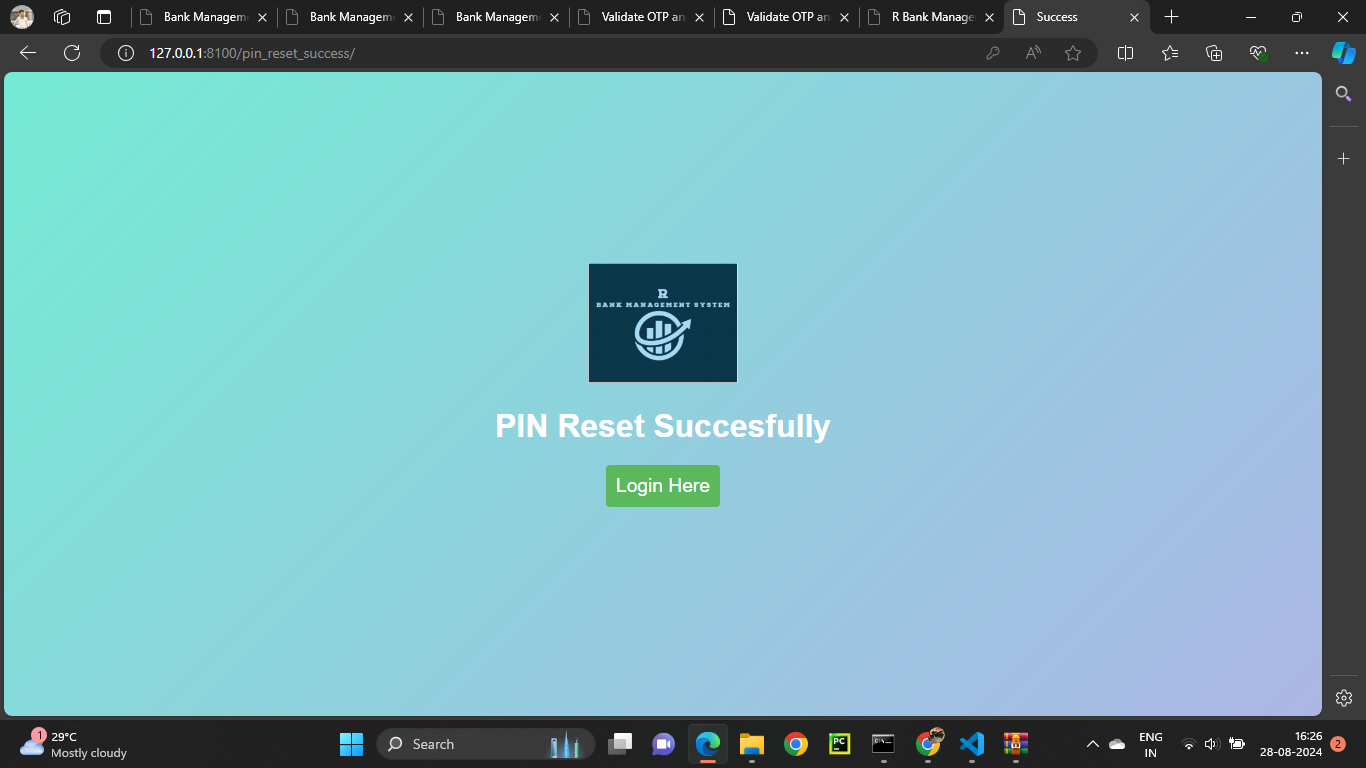 Bank Managem
Bank Managem
Bank Managem
Validate OTP an
Validate OTP an
R Bank Manage
Success
127.0.0.1:8100/pin_reset_success/
R
BANK MANAGEMENT SYSTEM
PIN Reset Succesfully
Login Here
1
29°C
Mostly cloudy
Search
PC
ENG
IN
16:26
28-08-2024
2